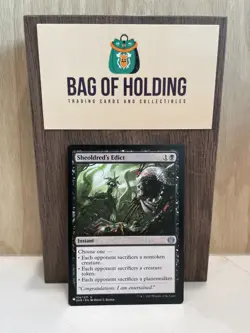 BAG OF HOLDING
TRADING CARDS AND COLLECTIBLES
Sheoldred's Edict
1
Instant
Choose one —
• Each opponent sacrifices a nontoken creature.
• Each opponent sacrifices a creature token.
• Each opponent sacrifices a planeswalker.
"Congratulations! I am entertained."